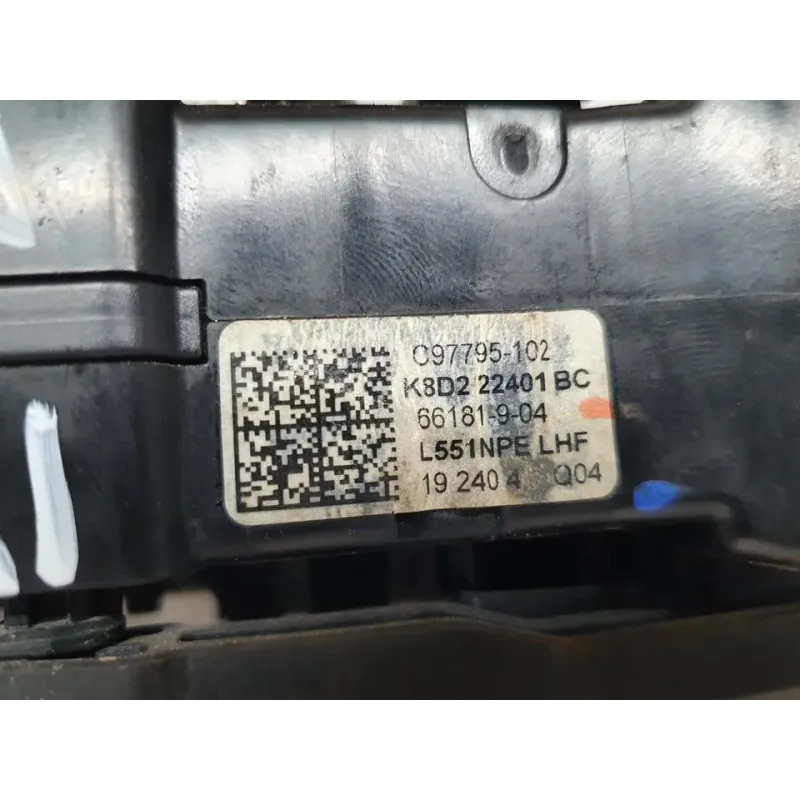 C97795-102
K8D2 22401 BC
66181-9-04
L551NPE LHF
19 240 4 Q04